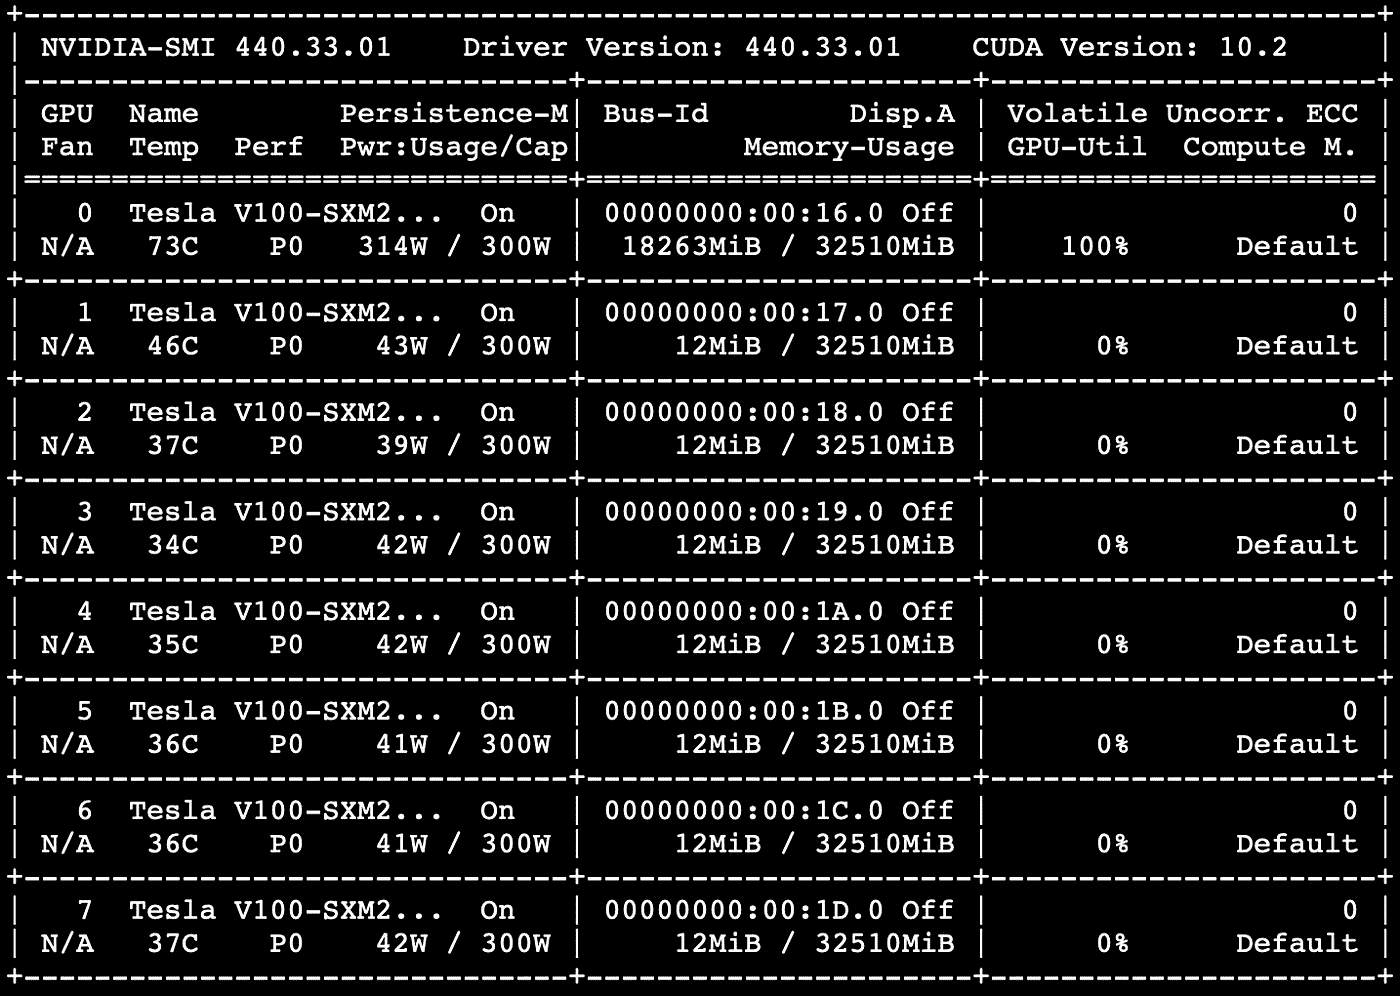 +-----------------------------------------------------------------------------+
| NVIDIA-SMI 440.33.01    Driver Version: 440.33.01    CUDA Version: 10.2     |
|-------------------------------+----------------------+----------------------+
| GPU  Name        Persistence-M| Bus-Id        Disp.A | Volatile Uncorr. ECC |
| Fan  Temp  Perf  Pwr:Usage/Cap|         Memory-Usage | GPU-Util  Compute M. |
|===============================+======================+======================|
|   0  Tesla V100-SXM2...  On   | 00000000:00:16.0 Off |                    0 |
| N/A   73C    P0   314W / 300W |  18263MiB / 32510MiB |    100%      Default |
+-------------------------------+----------------------+----------------------+
|   1  Tesla V100-SXM2...  On   | 00000000:00:17.0 Off |                    0 |
| N/A   46C    P0    43W / 300W |     12MiB / 32510MiB |      0%      Default |
+-------------------------------+----------------------+----------------------+
|   2  Tesla V100-SXM2...  On   | 00000000:00:18.0 Off |                    0 |
| N/A   37C    P0    39W / 300W |     12MiB / 32510MiB |      0%      Default |
+-------------------------------+----------------------+----------------------+
|   3  Tesla V100-SXM2...  On   | 00000000:00:19.0 Off |                    0 |
| N/A   34C    P0    42W / 300W |     12MiB / 32510MiB |      0%      Default |
+-------------------------------+----------------------+----------------------+
|   4  Tesla V100-SXM2...  On   | 00000000:00:1A.0 Off |                    0 |
| N/A   35C    P0    42W / 300W |     12MiB / 32510MiB |      0%      Default |
+-------------------------------+----------------------+----------------------+
|   5  Tesla V100-SXM2...  On   | 00000000:00:1B.0 Off |                    0 |
| N/A   36C    P0    41W / 300W |     12MiB / 32510MiB |      0%      Default |
+-------------------------------+----------------------+----------------------+
|   6  Tesla V100-SXM2...  On   | 00000000:00:1C.0 Off |                    0 |
| N/A   36C    P0    41W / 300W |     12MiB / 32510MiB |      0%      Default |
+-------------------------------+----------------------+----------------------+
|   7  Tesla V100-SXM2...  On   | 00000000:00:1D.0 Off |                    0 |
| N/A   37C    P0    42W / 300W |     12MiB / 32510MiB |      0%      Default |
+-------------------------------+----------------------+----------------------+